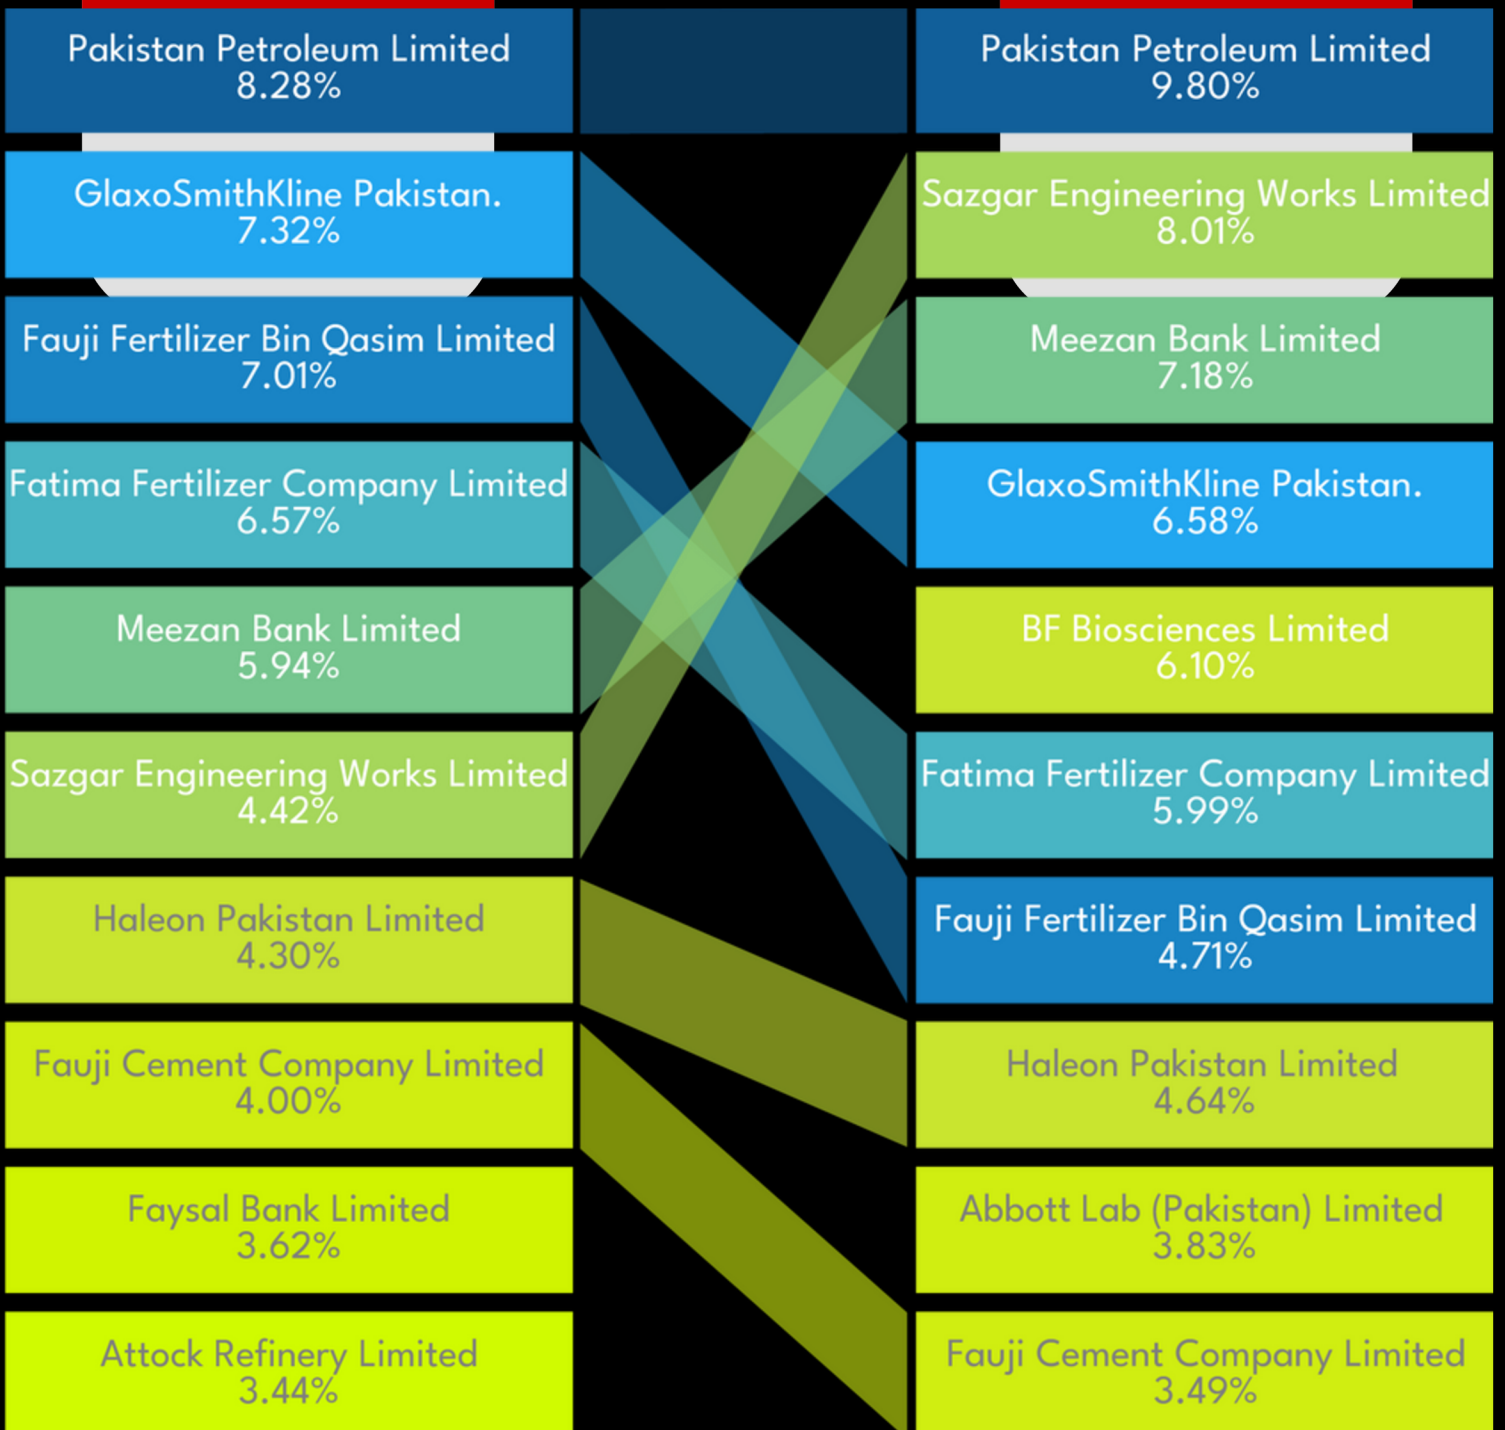 Pakistan Petroleum Limited
8.28%
GlaxoSmithKline Pakistan.
7.32%
Fauji Fertilizer Bin Qasim Limited
7.01%
Fatima Fertilizer Company Limited
6.57%
Meezan Bank Limited
5.94%
Sazgar Engineering Works Limited
4.42%
Haleon Pakistan Limited
4.30%
Fauji Cement Company Limited
4.00%
Faysal Bank Limited
3.62%
Attock Refinery Limited
3.44%
Pakistan Petroleum Limited
9.80%
Sazgar Engineering Works Limited
8.01%
Meezan Bank Limited
7.18%
GlaxoSmithKline Pakistan.
6.58%
BF Biosciences Limited
6.10%
Fatima Fertilizer Company Limited
5.99%
Fauji Fertilizer Bin Qasim Limited
4.71%
Haleon Pakistan Limited
4.64%
Abbott Lab (Pakistan) Limited
3.83%
Fauji Cement Company Limited
3.49%